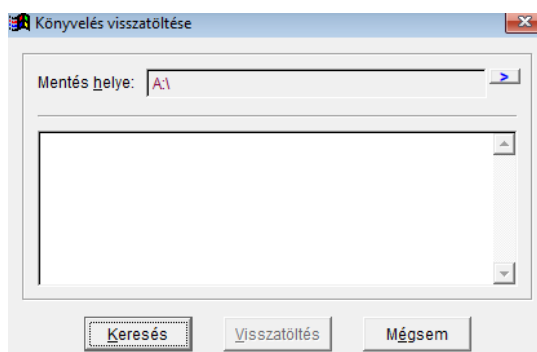 Könyvelés visszatöltése
Mentés helye: A:\ >
Keresés Visszatöltés Mégsem